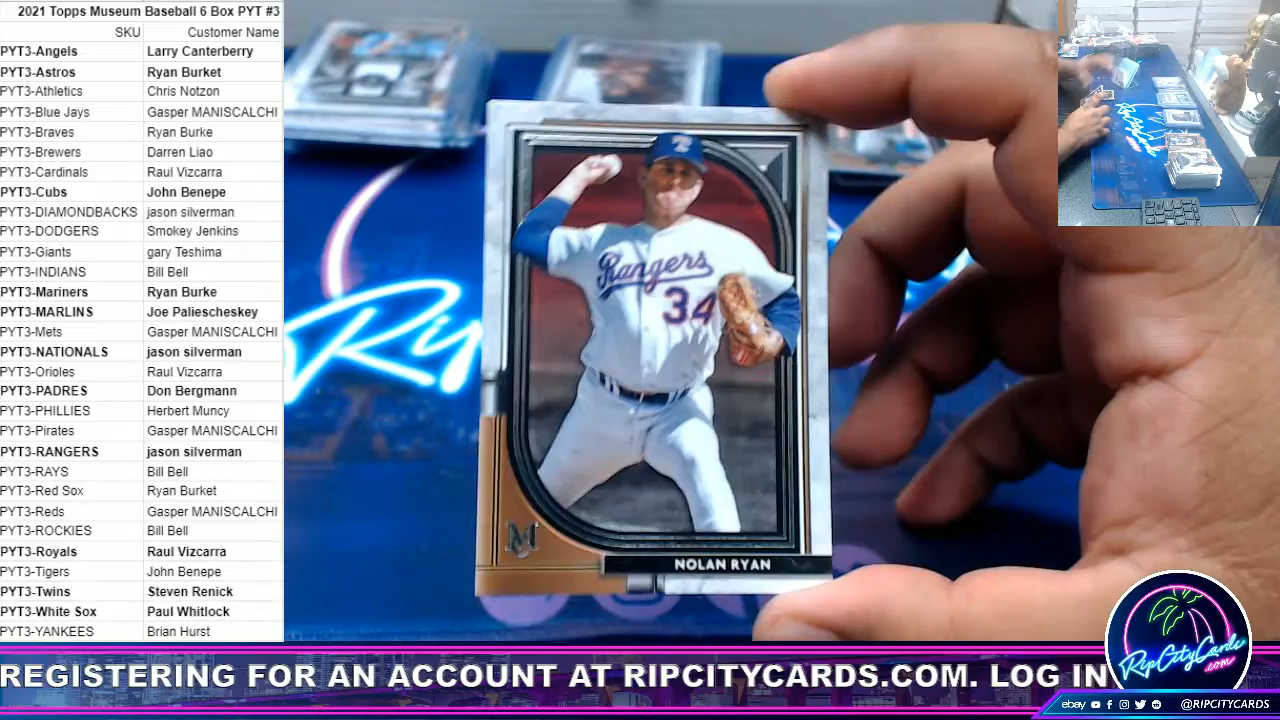 2021 Topps Museum Baseball 6 Box PYT #3
SKU Customer Name
PYT3-Angels Larry Canterberry
PYT3-Astros Ryan Burket
PYT3-Athletics Chris Notzon
PYT3-Blue Jays Gasper MANISCALCHI
PYT3-Braves Ryan Burke
PYT3-Brewers Darren Liao
PYT3-Cardinals Raul Vizcarra
PYT3-Cubs John Benepe
PYT3-DIAMONDBACKS jason silverman
PYT3-DODGERS Smokey Jenkins
PYT3-Giants gary Teshima
PYT3-INDIANS Bill Bell
PYT3-Mariners Ryan Burke
PYT3-MARLINS Joe Paliescheskey
PYT3-Mets Gasper MANISCALCHI
PYT3-NATIONALS jason silverman
PYT3-Orioles Raul Vizcarra
PYT3-PADRES Don Bergmann
PYT3-PHILLIES Herbert Muncy
PYT3-Pirates Gasper MANISCALCHI
PYT3-RANGERS jason silverman
PYT3-RAYS Bill Bell
PYT3-Red Sox Ryan Burket
PYT3-Reds Gasper MANISCALCHI
PYT3-ROCKIES Bill Bell
PYT3-Royals Raul Vizcarra
PYT3-Tigers John Benepe
PYT3-Twins Steven Renick
PYT3-White Sox Paul Whitlock
PYT3-YANKEES Brian Hurst
T
Rangers
34
M
NOLAN RYAN
REGISTERING FOR AN ACCOUNT AT RIPCITYCARDS.COM. LOG IN
RipCityCards
.com
ebay @RIPCITYCARDS